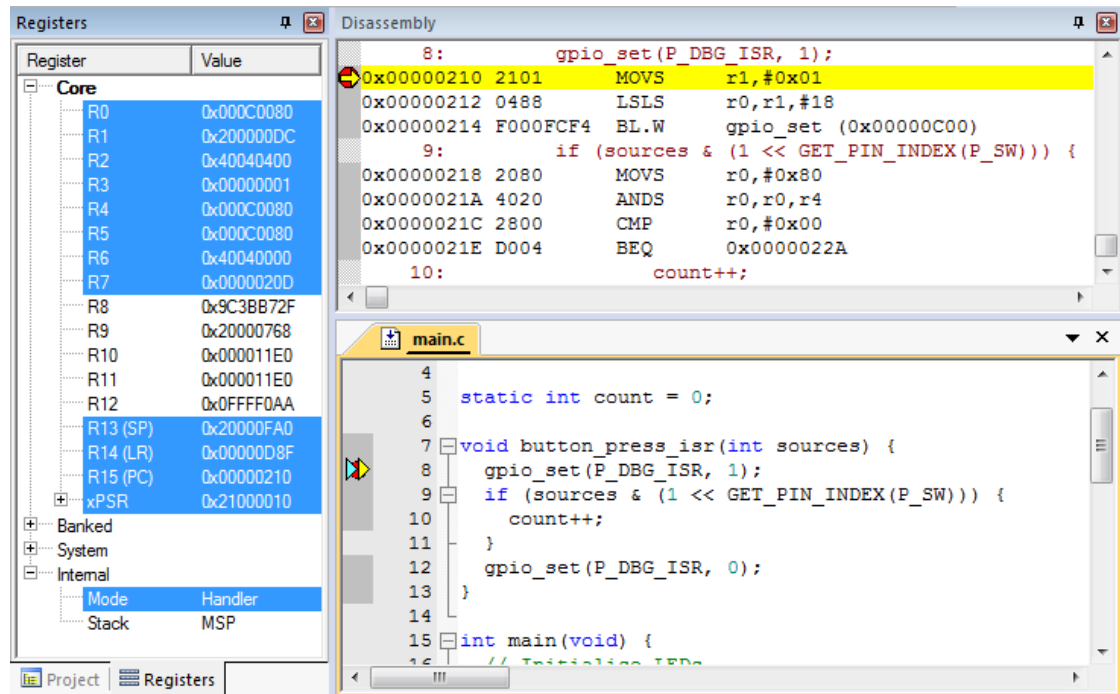 Registers
Register Value
Core
R0 0x000C0080
R1 0x200000DC
R2 0x40040400
R3 0x00000001
R4 0x000C0080
R5 0x000C0080
R6 0x40040000
R7 0x0000020D
R8 0x9C3BB72F
R9 0x20000768
R10 0x000011E0
R11 0x000011E0
R12 0x0FFFF0AA
R13 (SP) 0x20000FA0
R14 (LR) 0x00000D8F
R15 (PC) 0x00000210
xPSR 0x21000010
Banked
System
Internal
Mode Handler
Stack MSP
Project Registers
Disassembly
8: gpio_set(P_DBG_ISR, 1);
0x00000210 2101 MOVS r1,#0x01
0x00000212 0488 LSLS r0,r1,#18
0x00000214 F000FCF4 BL.W gpio_set (0x00000C00)
9: if (sources & (1 << GET_PIN_INDEX(P_SW))) {
0x00000218 2080 MOVS r0,#0x80
0x0000021A 4020 ANDS r0,r0,r4
0x0000021C 2800 CMP r0,#0x00
0x0000021E D004 BEQ 0x0000022A
10: count++;
main.c
4
5 static int count = 0;
6
7 void button_press_isr(int sources) {
8 gpio_set(P_DBG_ISR, 1);
9 if (sources & (1 << GET_PIN_INDEX(P_SW))) {
10 count++;
11 }
12 gpio_set(P_DBG_ISR, 0);
13 }
14
15 int main(void) {
16 // Initialise LEDs